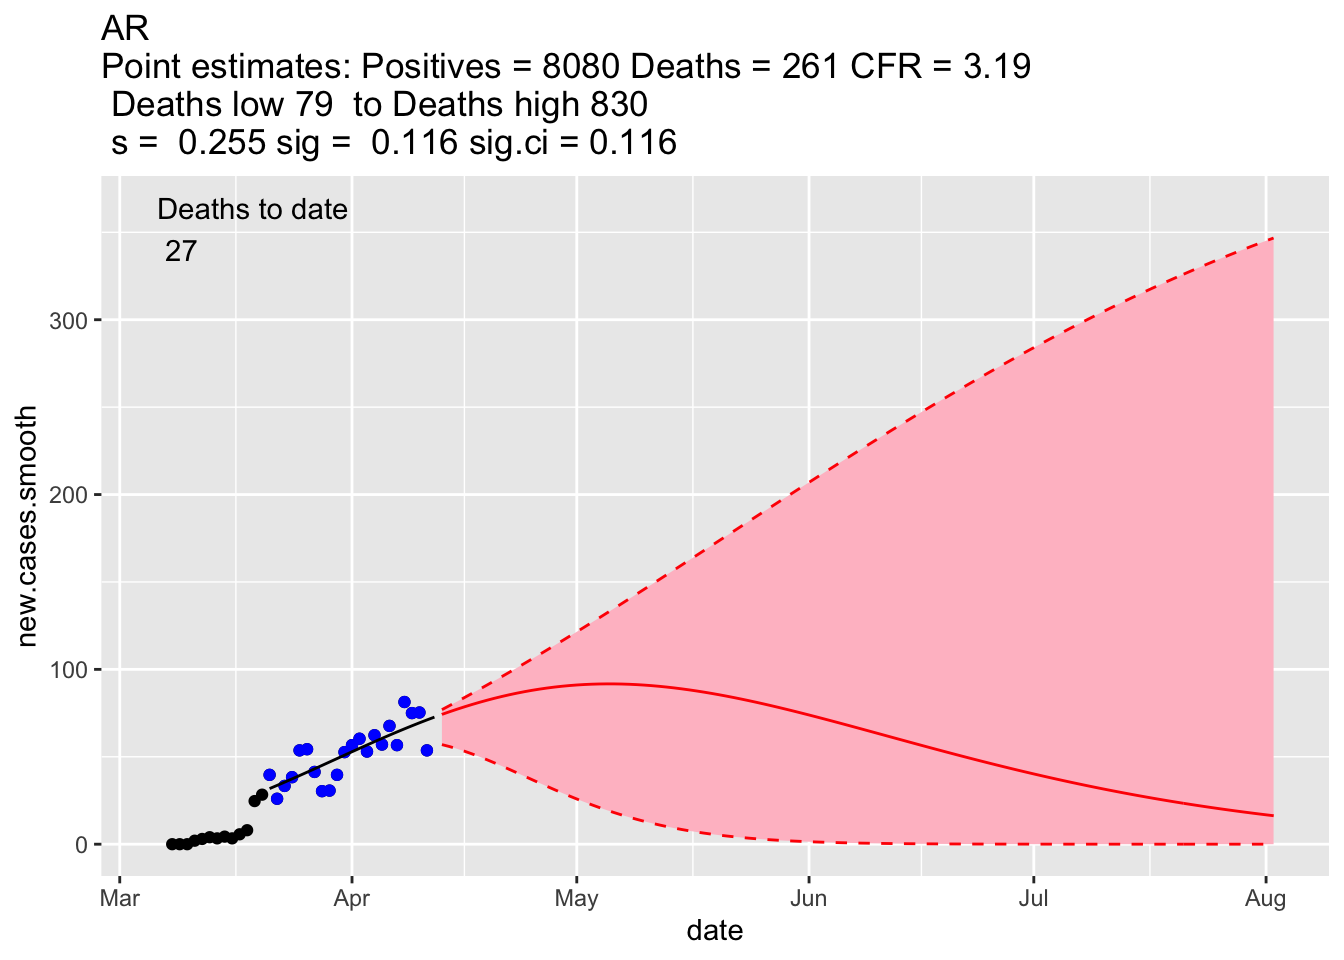 AR
Point estimates: Positives = 8080 Deaths = 261 CFR = 3.19
Deaths low 79  to Deaths high 830
s =  0.255 sig =  0.116 sig.ci = 0.116
Deaths to date
27
new.cases.smooth
300
200
100
0
Mar Apr May Jun Jul Aug
date